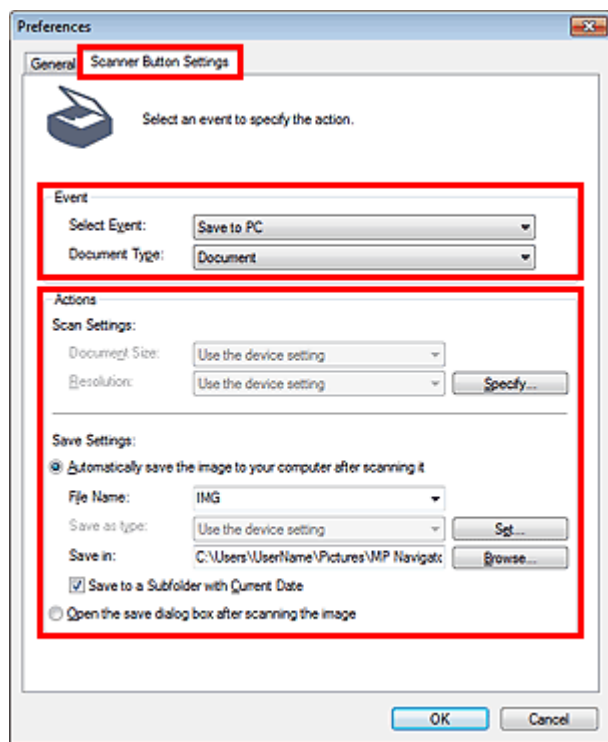 Preferences
General Scanner Button Settings
Select an event to specify the action.
Event
Select Event: Save to PC
Document Type: Document
Actions
Scan Settings:
Document Size: Use the device setting
Resolution: Use the device setting Specify...
Save Settings:
Automatically save the image to your computer after scanning it
File Name: IMG
Save as type: Use the device setting Set...
Save in: C:\Users\UserName\Pictures\MP Navigato Browse...
Save to a Subfolder with Current Date
Open the save dialog box after scanning the image
OK Cancel